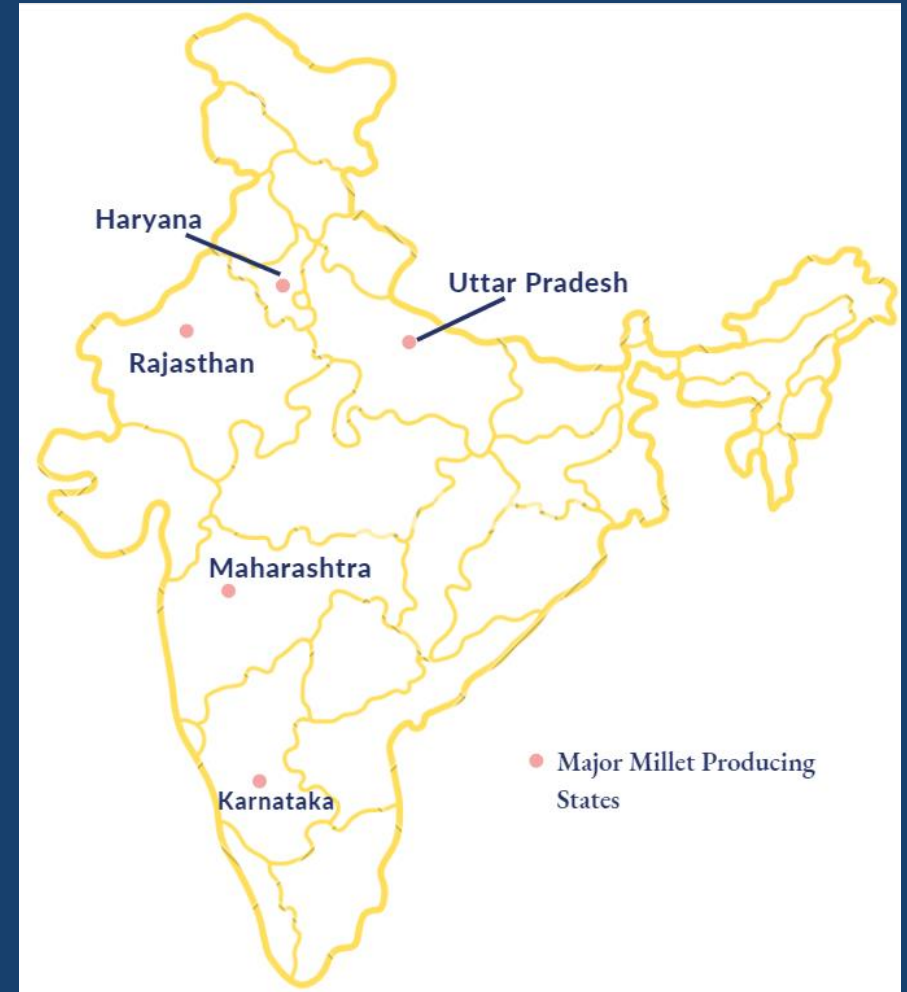 Haryana
Uttar Pradesh
Rajasthan
Maharashtra
Karnataka
Major Millet Producing
States